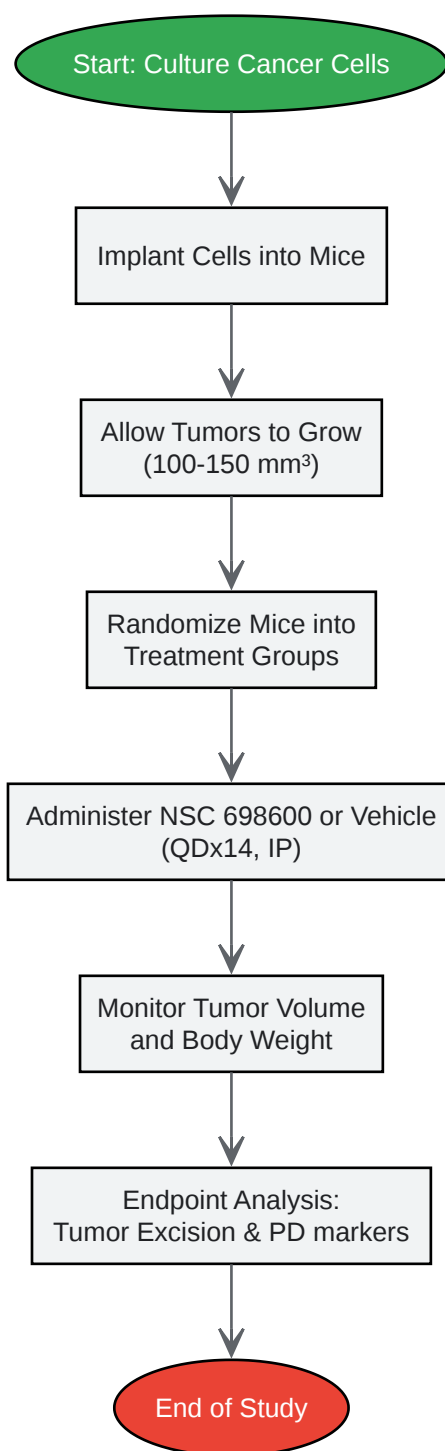 Start: Culture Cancer Cells
Implant Cells into Mice
Allow Tumors to Grow
(100-150 mm³)
Randomize Mice into
Treatment Groups
Administer NSC 698600 or Vehicle
(QDx14, IP)
Monitor Tumor Volume
and Body Weight
Endpoint Analysis:
Tumor Excision & PD markers
End of Study